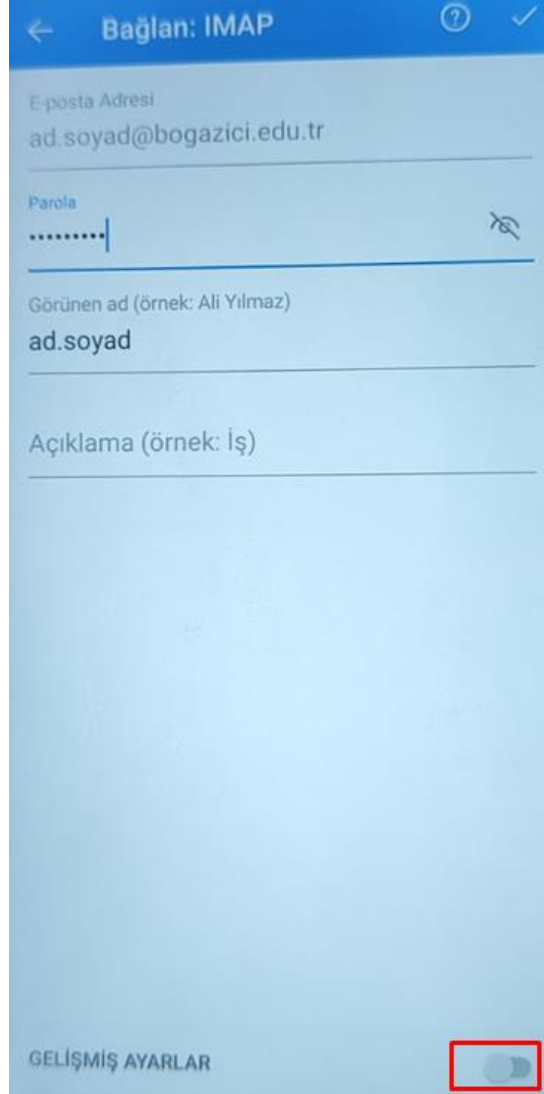 Bağlan: IMAP
E-posta Adresi
ad.soyad@bogazici.edu.tr
Parola
•••••••••
Görünen ad (örnek: Ali Yılmaz)
ad.soyad
Açıklama (örnek: İş)
GELİŞMİŞ AYARLAR